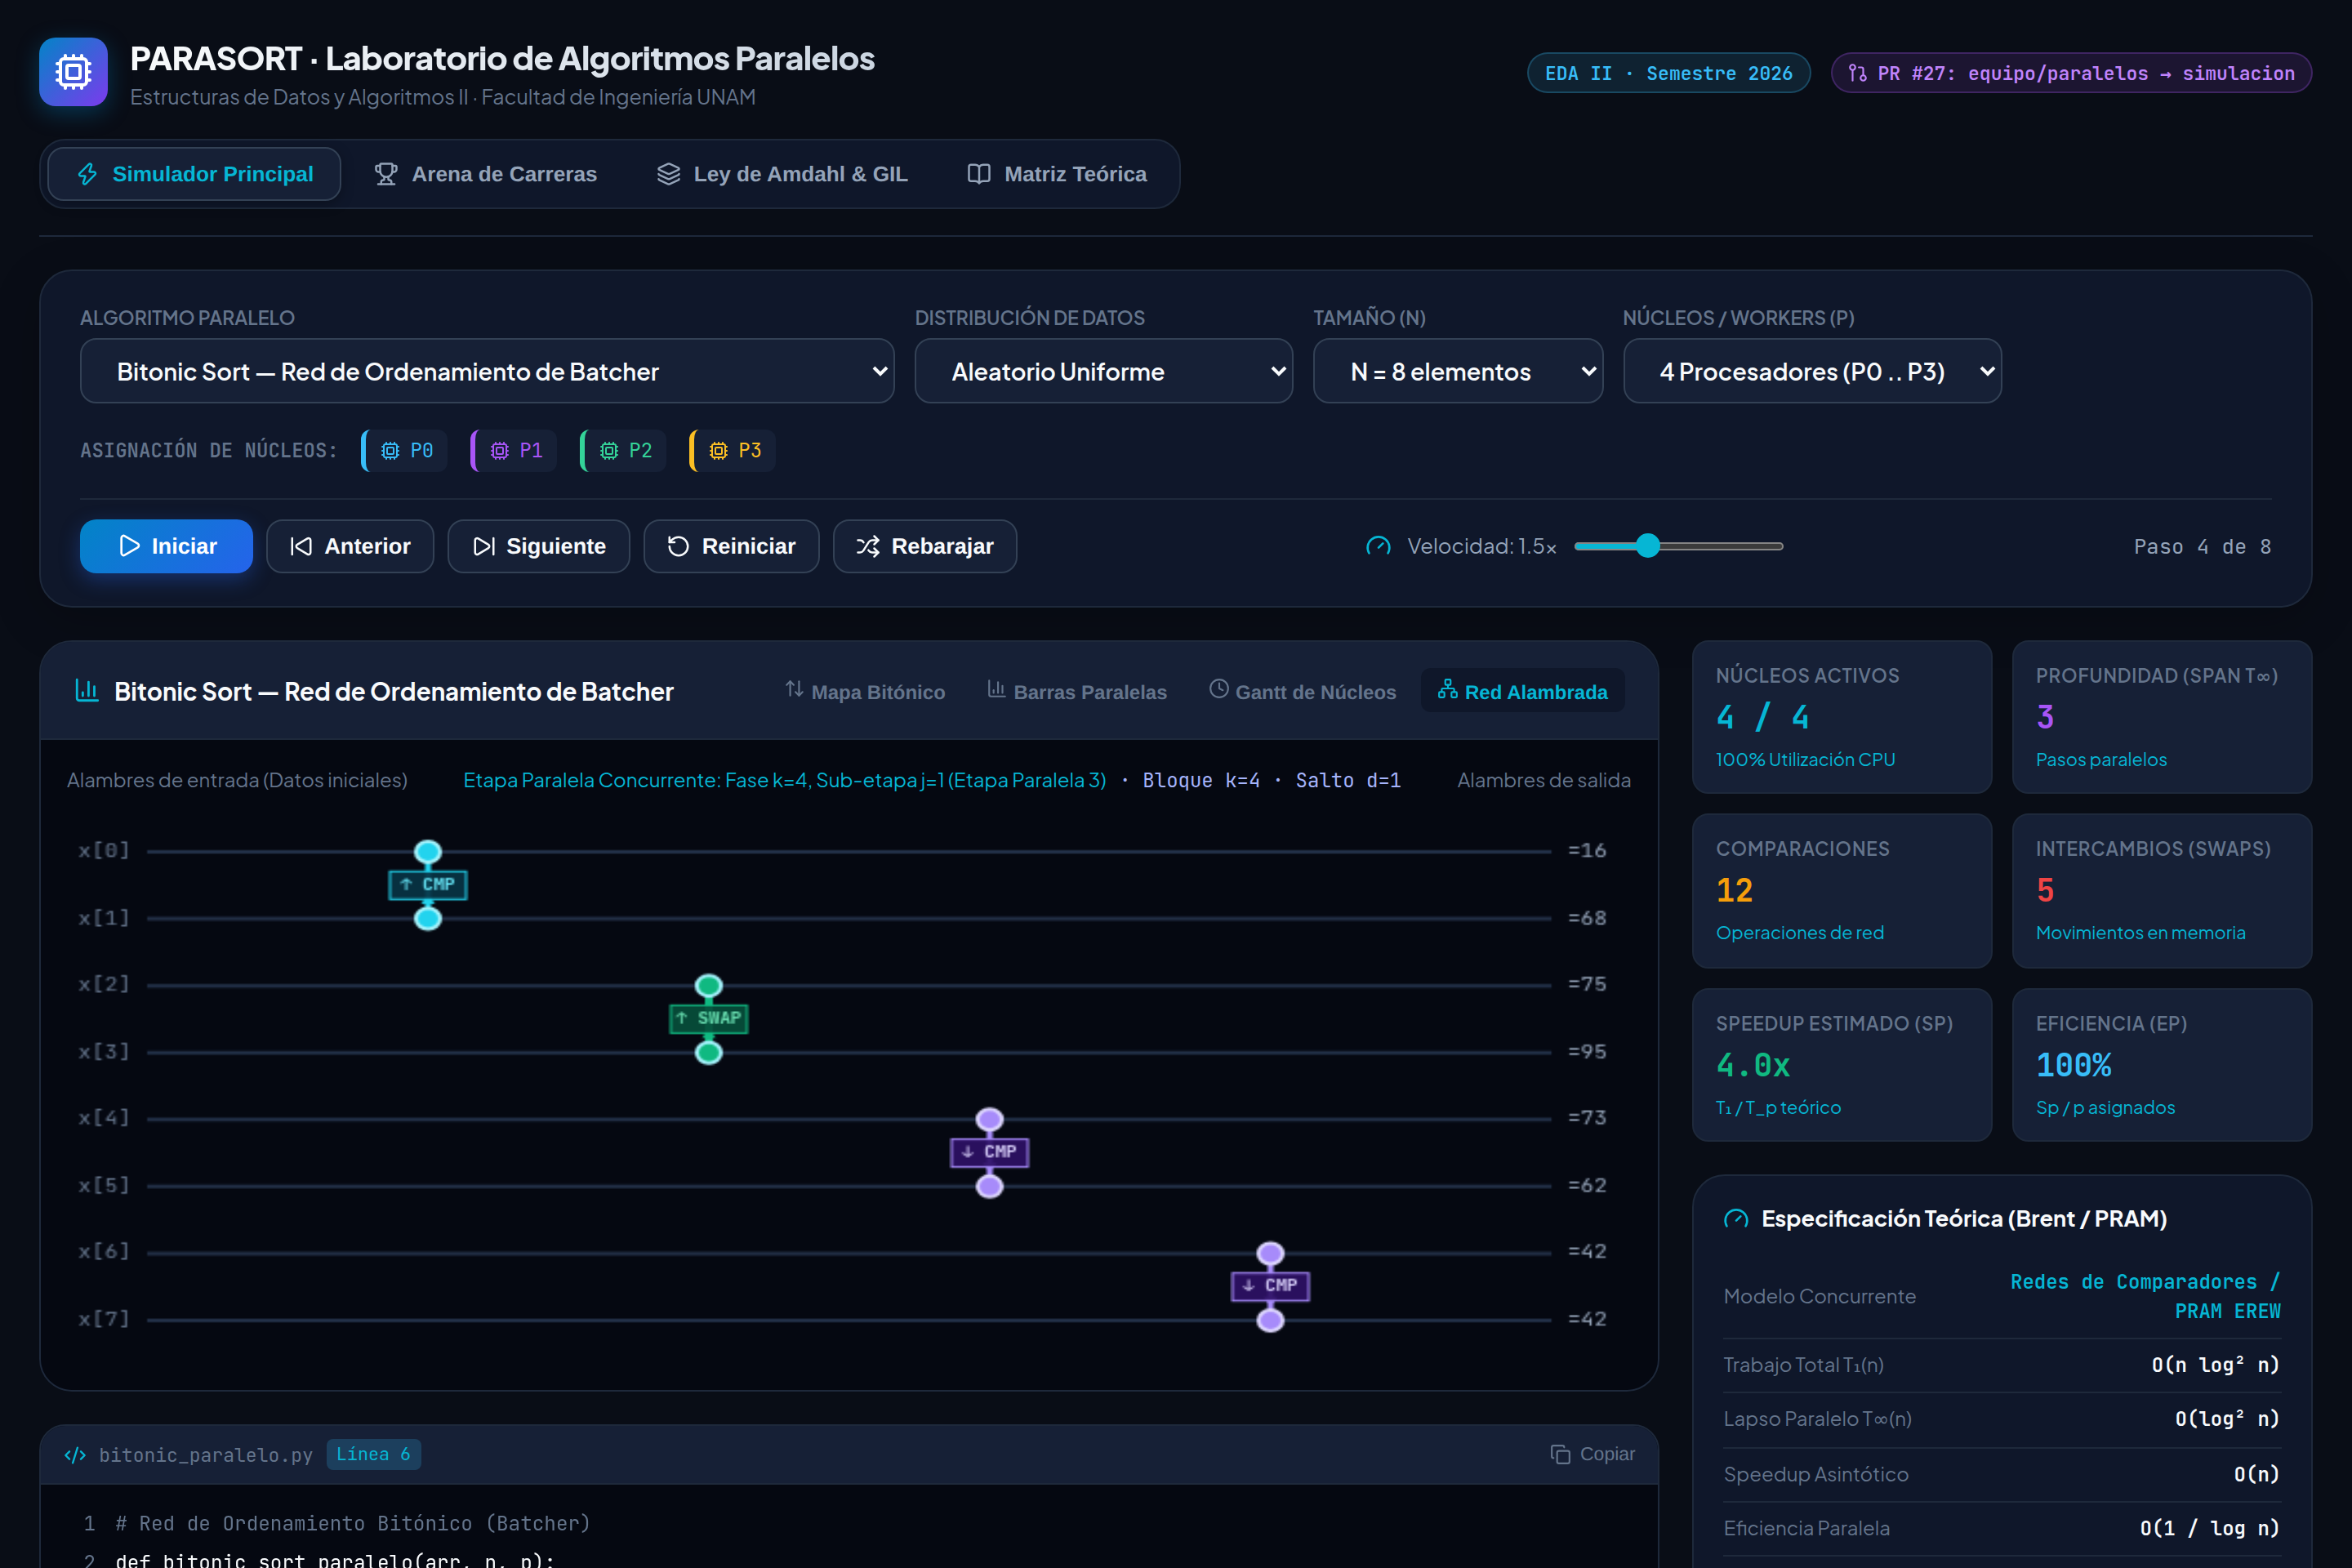 PARASORT · Laboratorio de Algoritmos Paralelos
Estructuras de Datos y Algoritmos II · Facultad de Ingeniería UNAM
EDA II · Semestre 2026
PR #27: equipo/paralelos → simulacion
Simulador Principal
Arena de Carreras
Ley de Amdahl & GIL
Matriz Teórica
ALGORITMO PARALELO
DISTRIBUCIÓN DE DATOS
TAMAÑO (N)
NÚCLEOS / WORKERS (P)
Bitonic Sort — Red de Ordenamiento de Batcher
Aleatorio Uniforme
N = 8 elementos
4 Procesadores (P0 .. P3)
ASIGNACIÓN DE NÚCLEOS:
P0
P1
P2
P3
Iniciar
Anterior
Siguiente
Reiniciar
Rebarajar
Velocidad: 1.5×
Paso 4 de 8
Bitonic Sort — Red de Ordenamiento de Batcher
Mapa Bitónico
Barras Paralelas
Gantt de Núcleos
Red Alambrada
Alambres de entrada (Datos iniciales)
Etapa Paralela Concurrente: Fase k=4, Sub-etapa j=1 (Etapa Paralela 3) · Bloque k=4 · Salto d=1
Alambres de salida
x[0]
=16
↑ CMP
x[1]
=68
x[2]
=75
↑ SWAP
x[3]
=95
x[4]
=73
↓ CMP
x[5]
=62
x[6]
=42
↓ CMP
x[7]
=42
NÚCLEOS ACTIVOS
4 / 4
100% Utilización CPU
PROFUNDIDAD (SPAN T∞)
3
Pasos paralelos
COMPARACIONES
12
Operaciones de red
INTERCAMBIOS (SWAPS)
5
Movimientos en memoria
SPEEDUP ESTIMADO (SP)
4.0x
T₁ / T_p teórico
EFICIENCIA (EP)
100%
Sp / p asignados
Especificación Teórica (Brent / PRAM)
Modelo Concurrente
Redes de Comparadores /
PRAM EREW
Trabajo Total T₁(n)
O(n log² n)
Lapso Paralelo T∞(n)
O(log² n)
Speedup Asintótico
O(n)
Eficiencia Paralela
O(1 / log n)
bitonic_paralelo.py
Línea 6
Copiar
1 # Red de Ordenamiento Bitónico (Batcher)
2 def bitonic_sort_paralelo(arr, n, p):